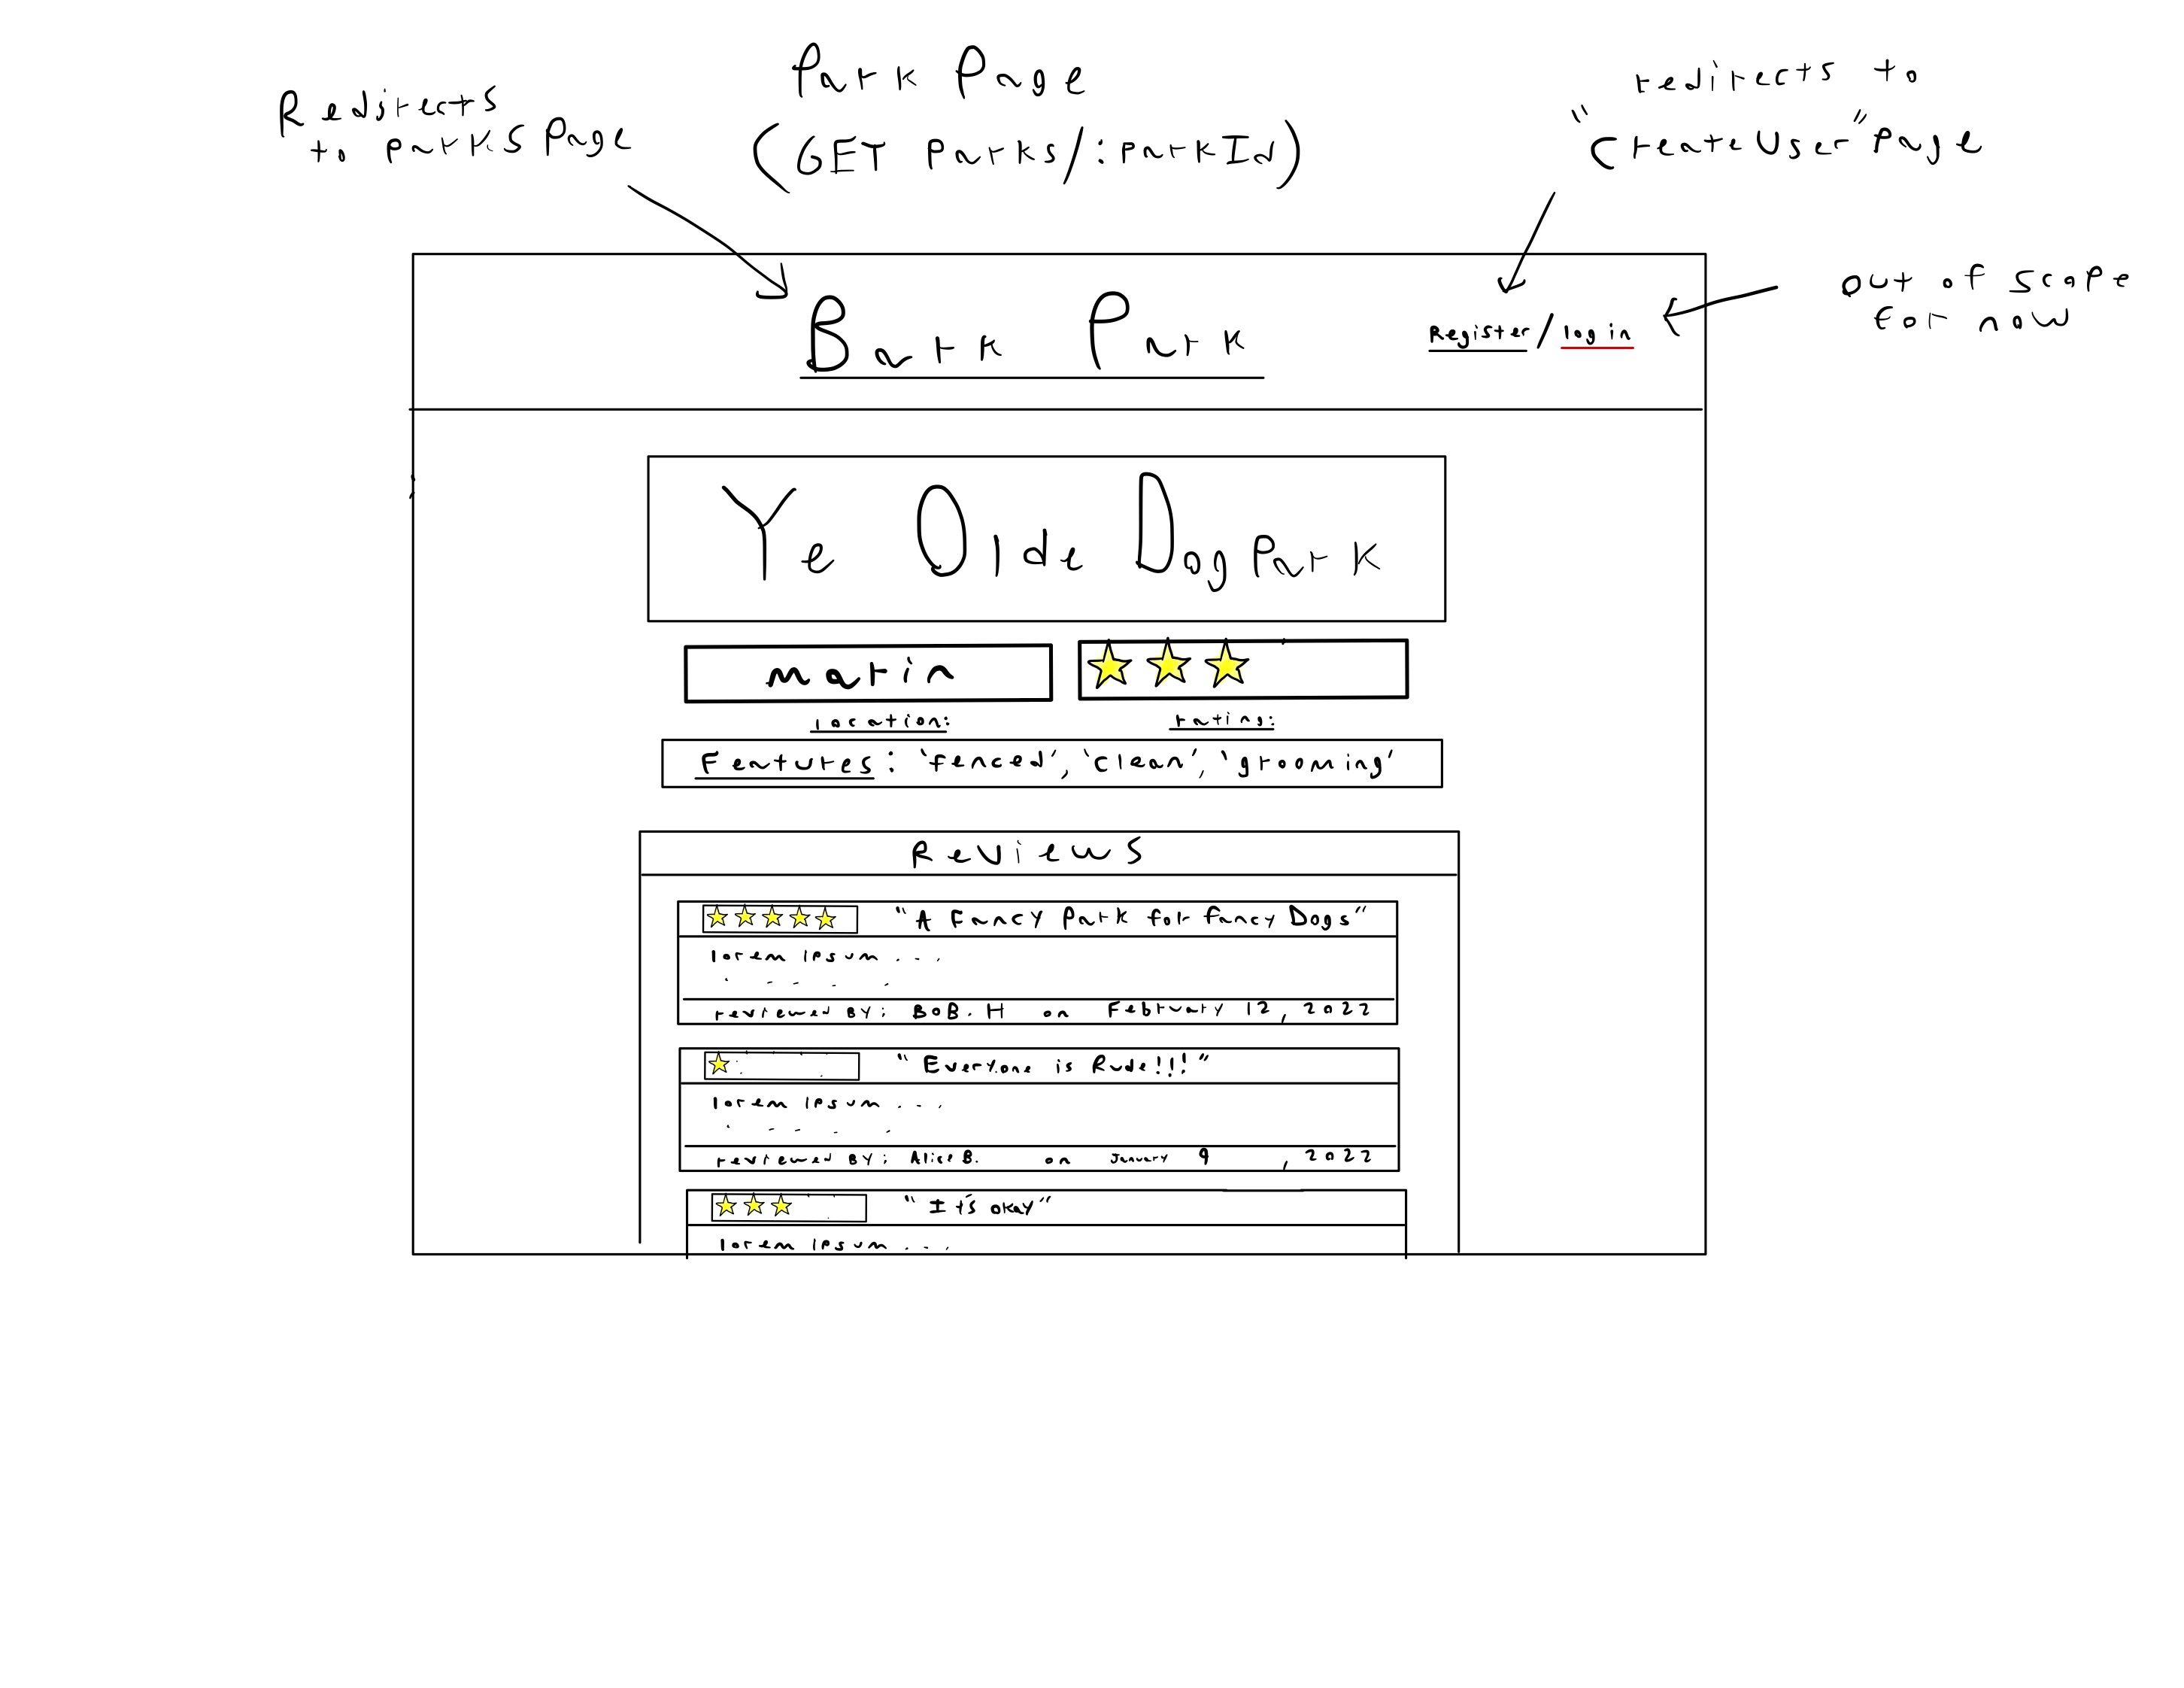 Park Page
(GET Parks/:parkId)
Redirects
to parks page
redirects to
"CreateUser" page
out of scope
for now
Bark Park
Register/login
Ye Olde Dog Park
marin
location:
rating:
Features: 'fenced', 'clean', 'grooming'
Reviews
"A Fancy Park for fancy Dogs"
lorem ipsum ...
reviewed BY: BOB. H on February 12, 2022
"Everyone is Rude!!!"
lorem ipsum ...
reviewed BY: Alice B. on January 9, 2022
"It's okay"
lorem ipsum ...